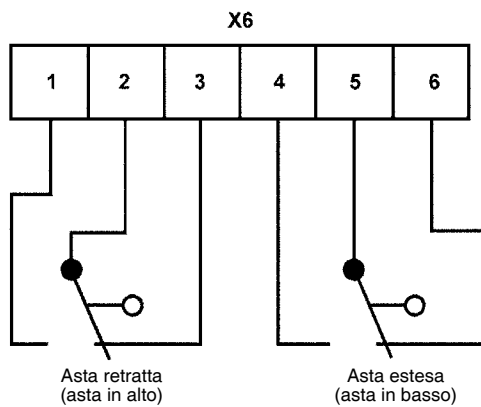 X6
1 2 3 4 5 6
Asta retratta
(asta in alto)
Asta estesa
(asta in basso)